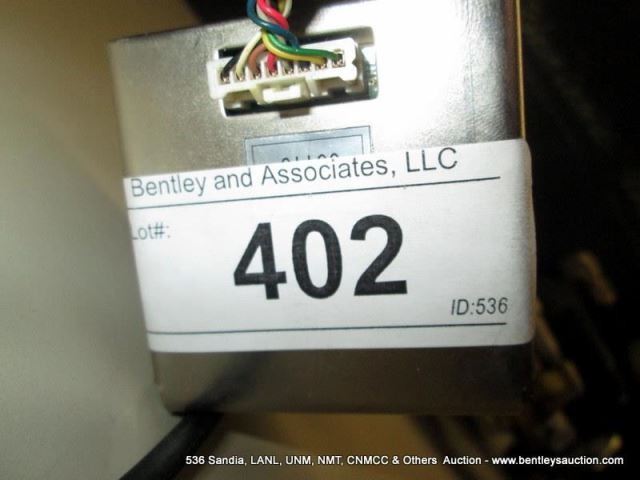 Bentley and Associates, LLC
Lot#:
402
ID:536
536 Sandia, LANL, UNM, NMT, CNMCC & Others Auction - www.bentleysauction.com